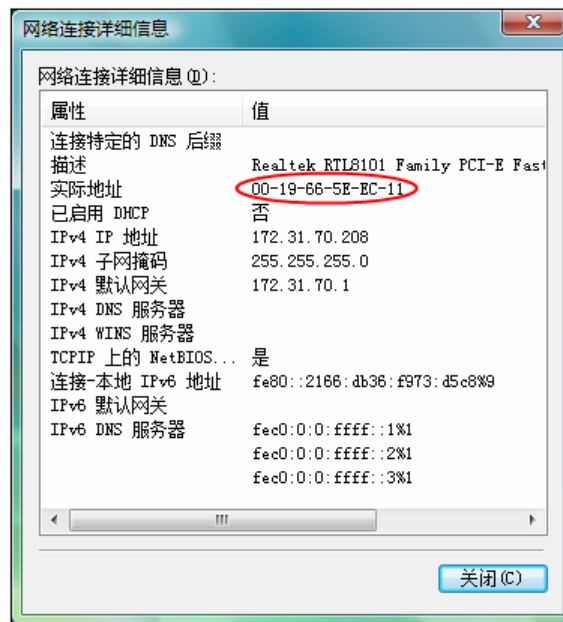 网络连接详细信息
网络连接详细信息(D):
属性 值
连接特定的 DNS 后缀
描述 Realtek RTL8101 Family PCI-E Fast
实际地址 00-19-66-5E-EC-11
已启用 DHCP 否
IPv4 IP 地址 172.31.70.208
IPv4 子网掩码 255.255.255.0
IPv4 默认网关 172.31.70.1
IPv4 DNS 服务器
IPv4 WINS 服务器
TCPIP 上的 NetBIOS... 是
连接-本地 IPv6 地址 fe80::2166:db36:f973:d5c8%9
IPv6 默认网关
IPv6 DNS 服务器 fec0:0:0:ffff::1%1
fec0:0:0:ffff::2%1
fec0:0:0:ffff::3%1
关闭(C)